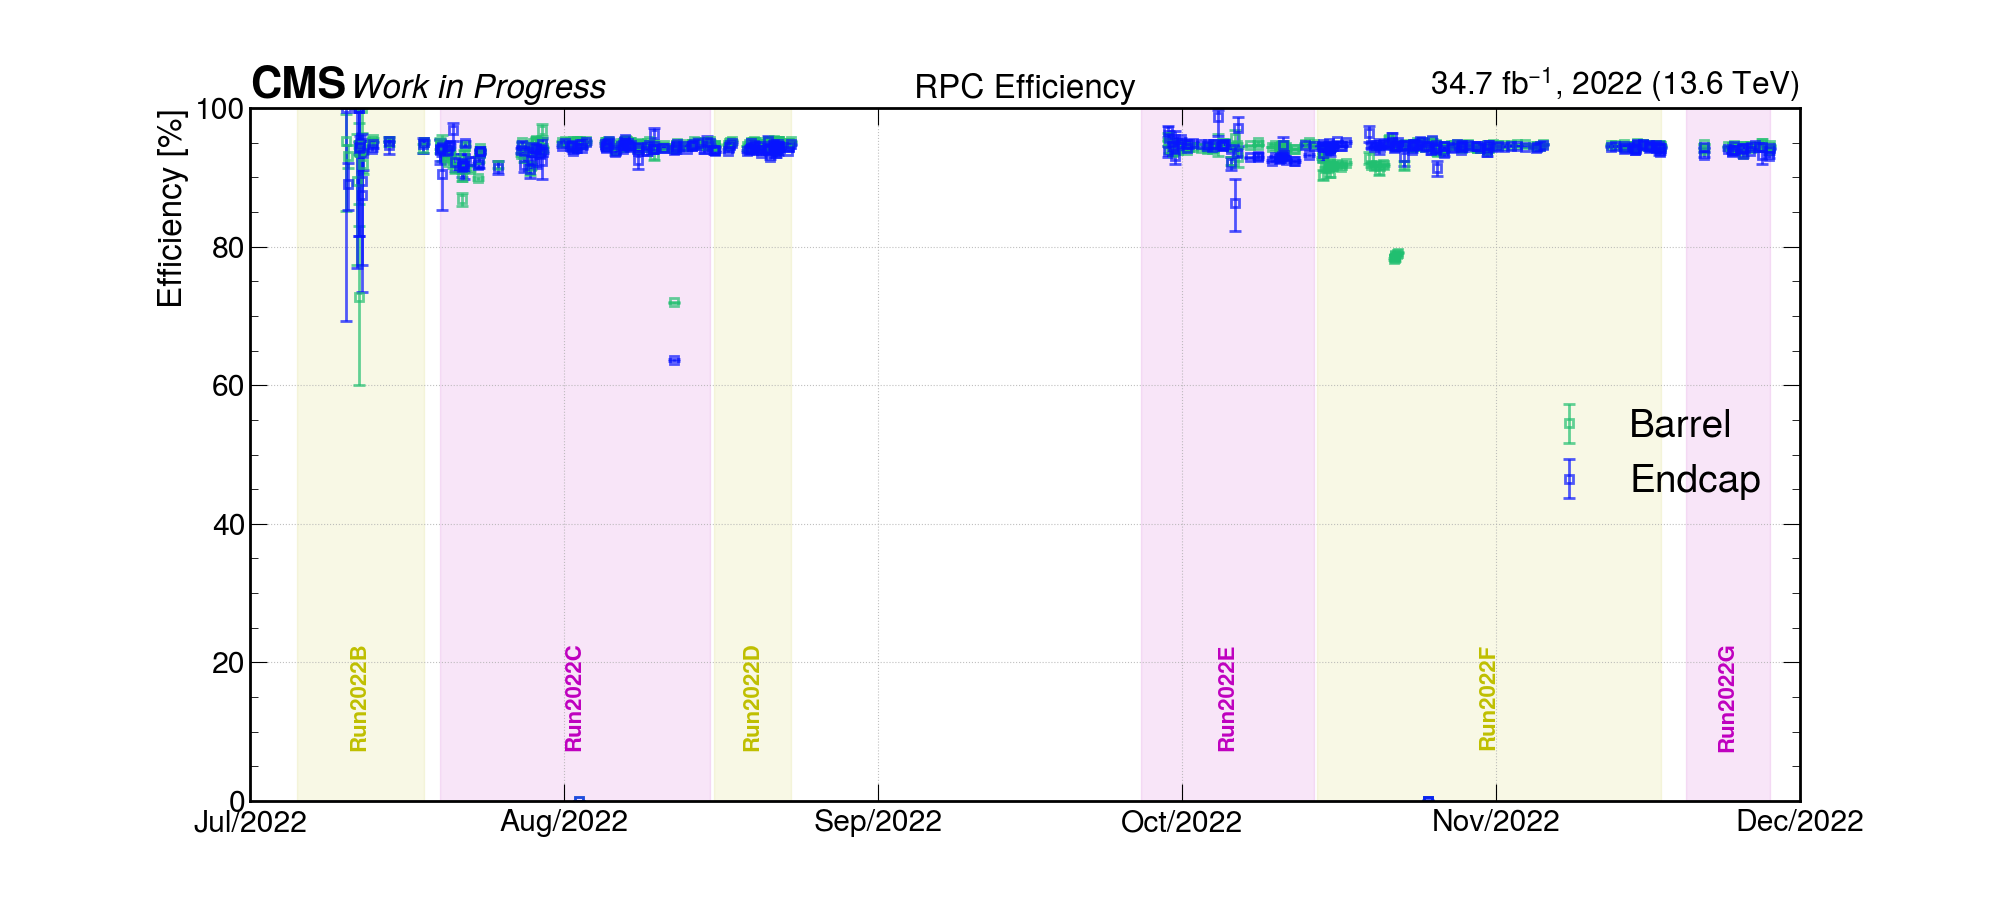 CMS Work in Progress
RPC Efficiency
34.7 fb⁻¹, 2022 (13.6 TeV)
Efficiency [%]
100
80
60
40
20
0
Barrel
Endcap
Run2022B
Run2022C
Run2022D
Run2022E
Run2022F
Run2022G
Jul/2022
Aug/2022
Sep/2022
Oct/2022
Nov/2022
Dec/2022